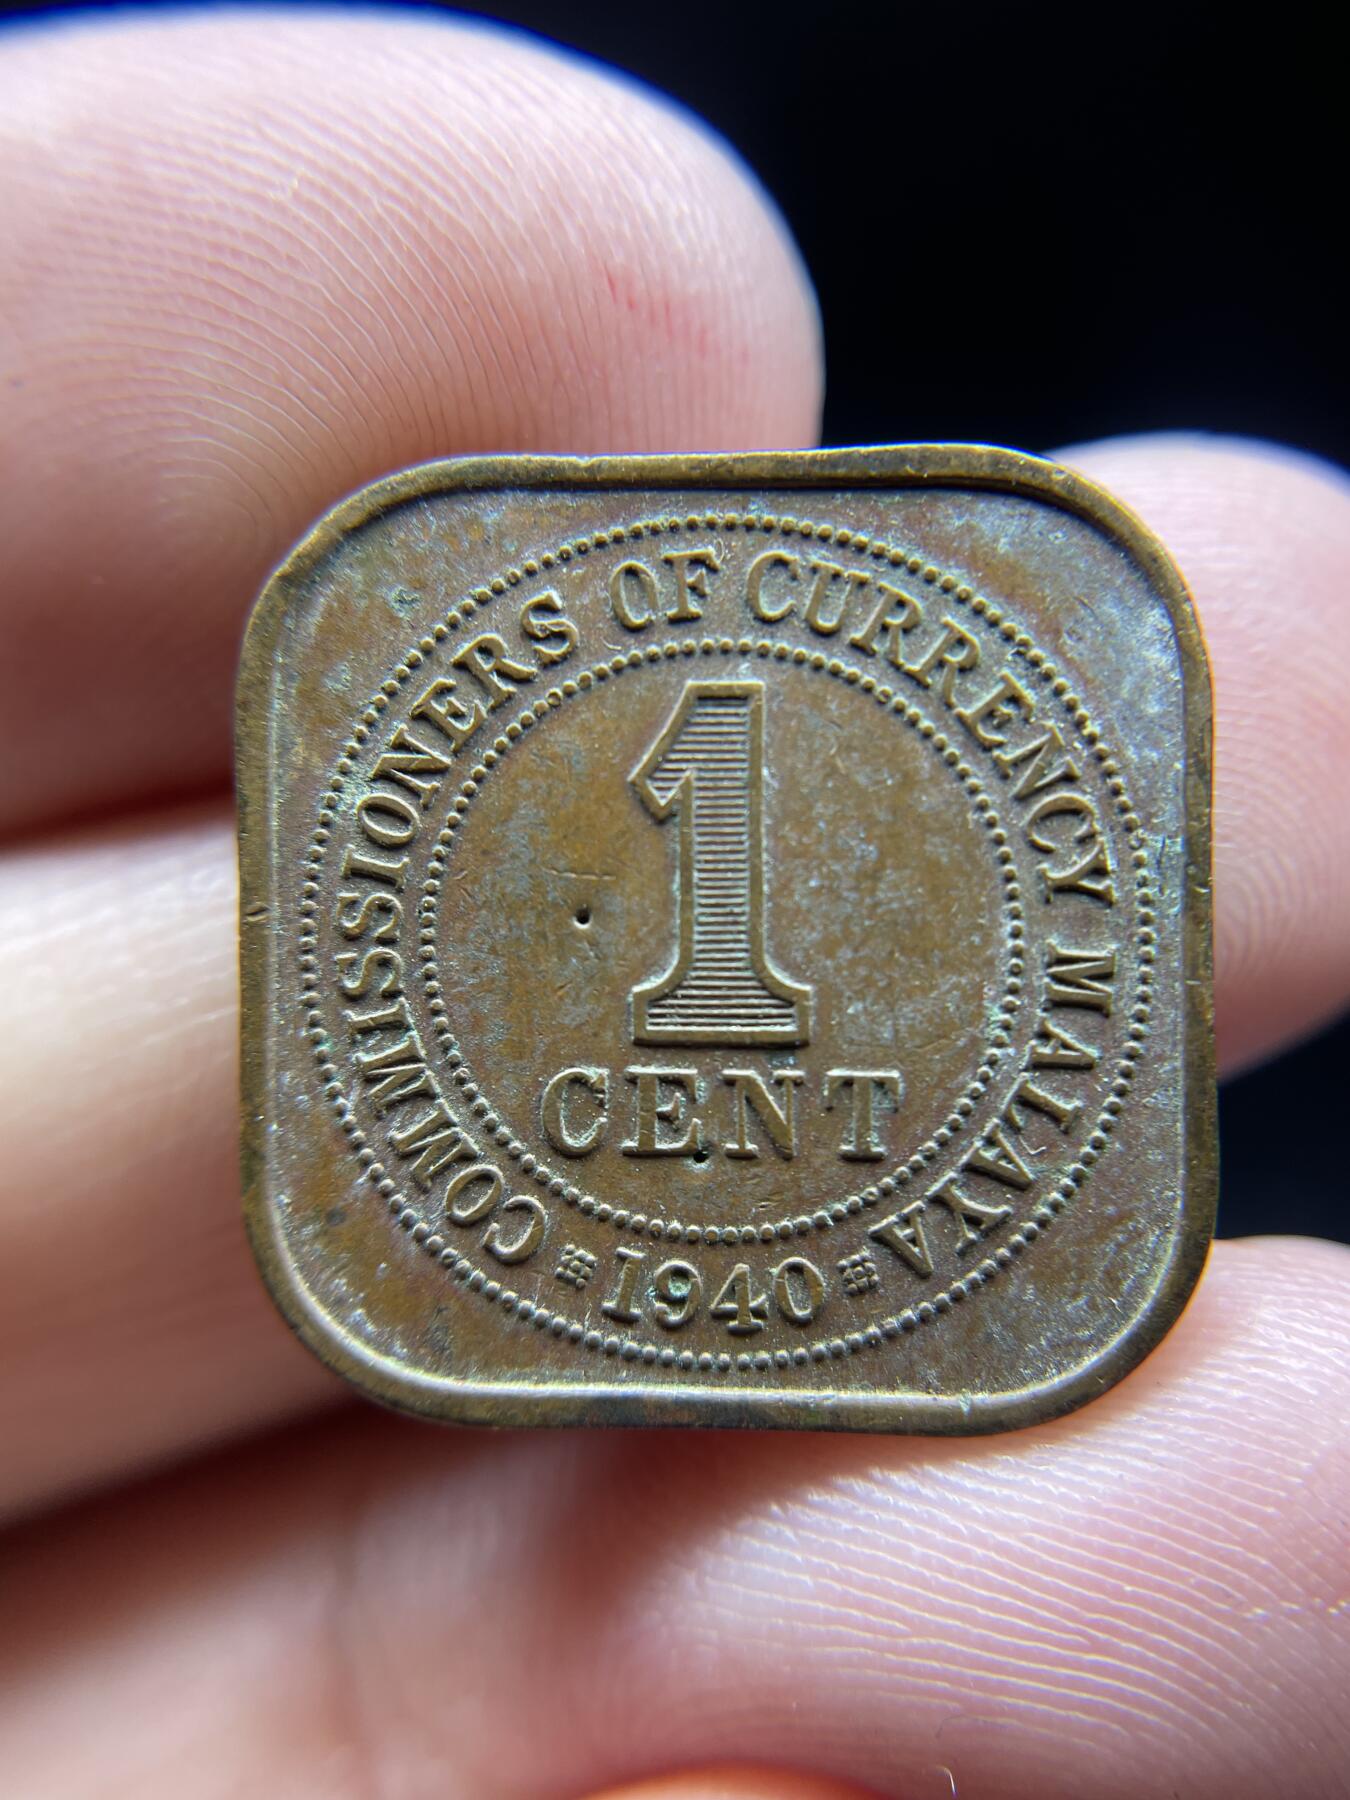 COMMISSIONERS OF CURRENCY MALAYA
1
CENT
1940